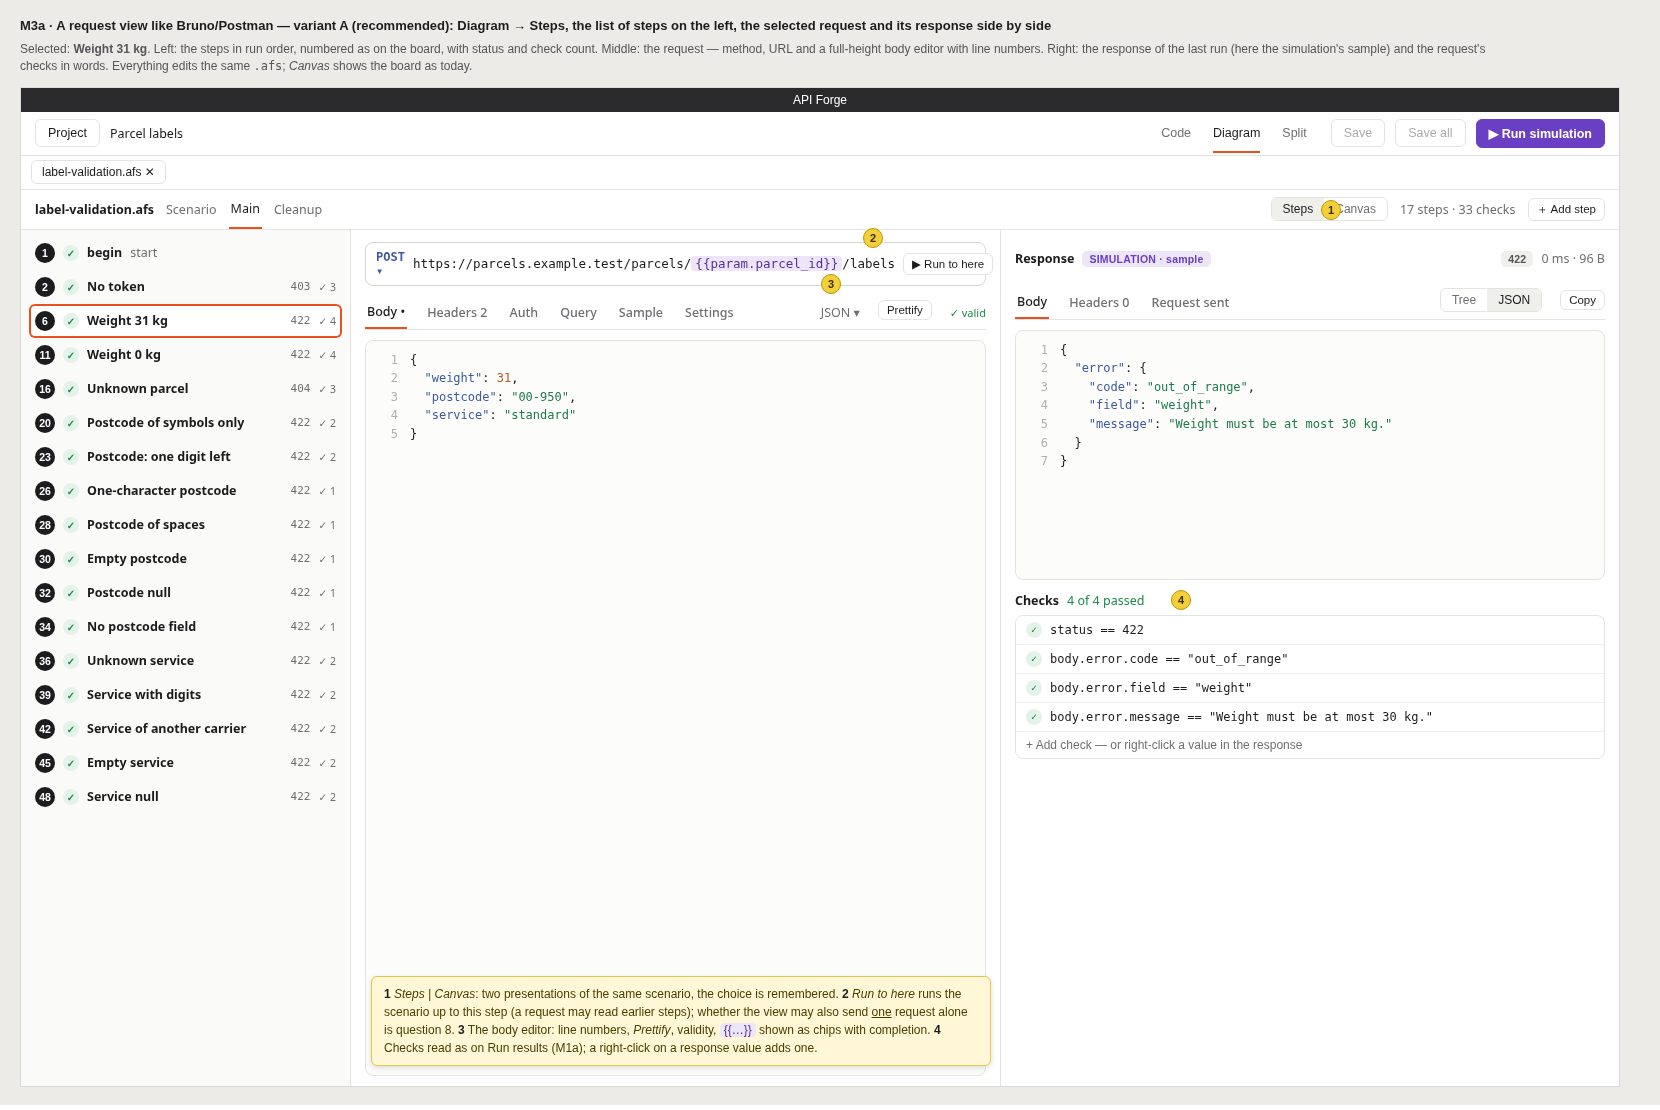 M3a · A request view like Bruno/Postman — variant A (recommended): Diagram → Steps, the list of steps on the left, the selected request and its response side by side
Selected: Weight 31 kg. Left: the steps in run order, numbered as on the board, with status and check count. Middle: the request — method, URL and a full-height body editor with line numbers. Right: the response of the last run (here the simulation's sample) and the request's
checks in words. Everything edits the same .afs; Canvas shows the board as today.
API Forge
Project Parcel labels Code Diagram Split Save Save all ▶ Run simulation
label-validation.afs ✕
label-validation.afs Scenario Main Cleanup Steps 1 Canvas 17 steps · 33 checks + Add step
1 ✓ begin start
2 ✓ No token 403 ✓ 3
6 ✓ Weight 31 kg 422 ✓ 4
11 ✓ Weight 0 kg 422 ✓ 4
16 ✓ Unknown parcel 404 ✓ 3
20 ✓ Postcode of symbols only 422 ✓ 2
23 ✓ Postcode: one digit left 422 ✓ 2
26 ✓ One-character postcode 422 ✓ 1
28 ✓ Postcode of spaces 422 ✓ 1
30 ✓ Empty postcode 422 ✓ 1
32 ✓ Postcode null 422 ✓ 1
34 ✓ No postcode field 422 ✓ 1
36 ✓ Unknown service 422 ✓ 2
39 ✓ Service with digits 422 ✓ 2
42 ✓ Service of another carrier 422 ✓ 2
45 ✓ Empty service 422 ✓ 2
48 ✓ Service null 422 ✓ 2
2
POST ▾ https://parcels.example.test/parcels/{{param.parcel_id}}/labels ▶ Run to here
3
Body • Headers 2 Auth Query Sample Settings JSON ▾ Prettify ✓ valid
1 {
2 "weight": 31,
3 "postcode": "00-950",
4 "service": "standard"
5 }
1 Steps | Canvas: two presentations of the same scenario, the choice is remembered. 2 Run to here runs the
scenario up to this step (a request may read earlier steps); whether the view may also send one request alone
is question 8. 3 The body editor: line numbers, Prettify, validity, {{…}} shown as chips with completion. 4
Checks read as on Run results (M1a); a right-click on a response value adds one.
Response SIMULATION · sample 422 0 ms · 96 B
Body Headers 0 Request sent Tree JSON Copy
1 {
2 "error": {
3 "code": "out_of_range",
4 "field": "weight",
5 "message": "Weight must be at most 30 kg."
6 }
7 }
Checks 4 of 4 passed 4
✓ status == 422
✓ body.error.code == "out_of_range"
✓ body.error.field == "weight"
✓ body.error.message == "Weight must be at most 30 kg."
+ Add check — or right-click a value in the response